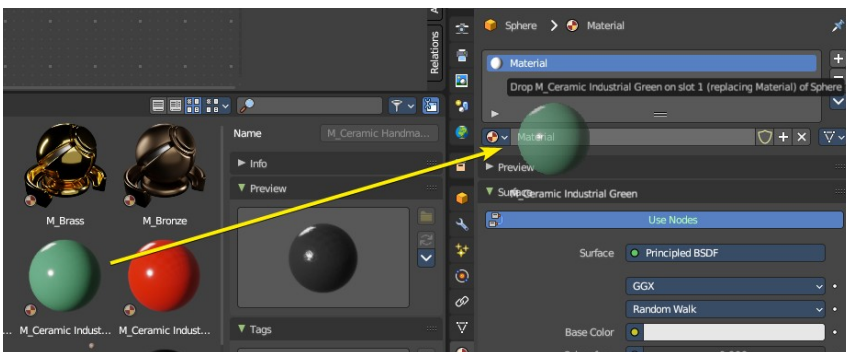 Relations
M_Brass
M_Bronze
M_Ceramic Indust...
M_Ceramic Indust...
Name
M_Ceramic Handma...
Info
Preview
Tags
Sphere
Material
Material
Drop M_Ceramic Industrial Green on slot 1 (replacing Material) of Sphere
Material
Preview
Surface
M_Ceramic Industrial Green
Use Nodes
Surface
Principled BSDF
GGX
Random Walk
Base Color